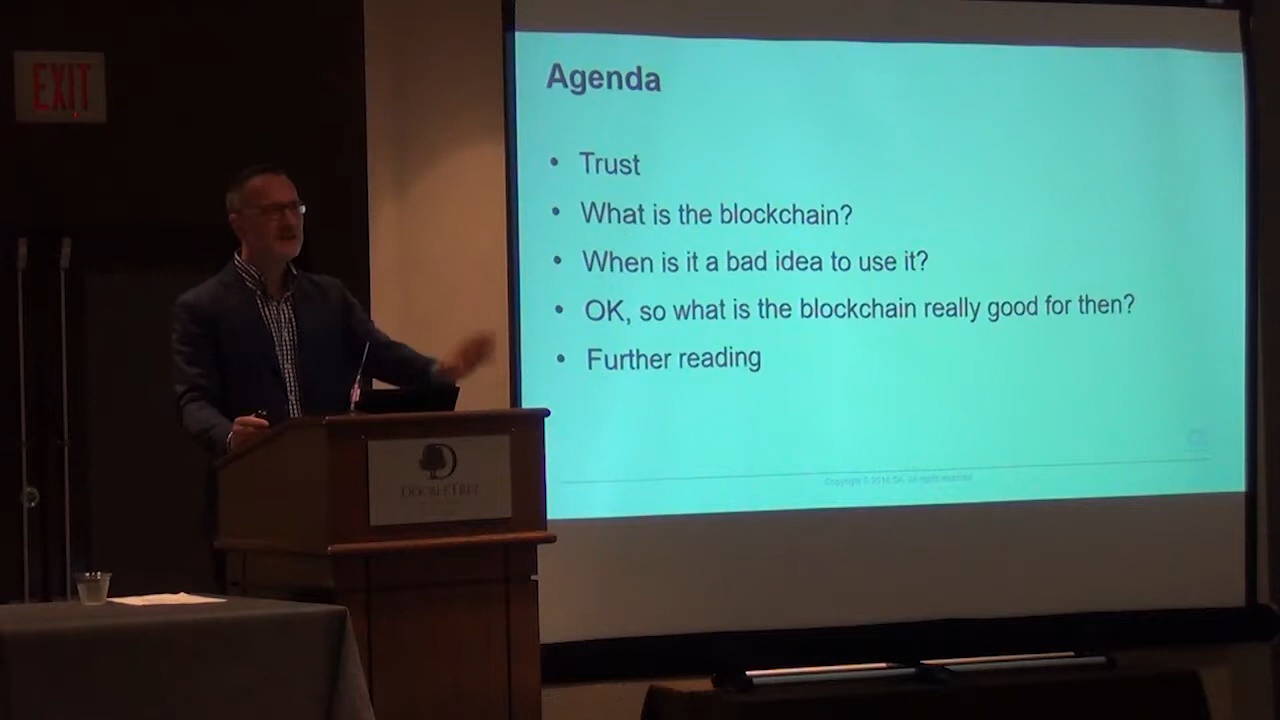 EXIT
Agenda
• Trust
• What is the blockchain?
• When is it a bad idea to use it?
• OK, so what is the blockchain really good for then?
• Further reading
DOUBLETREE